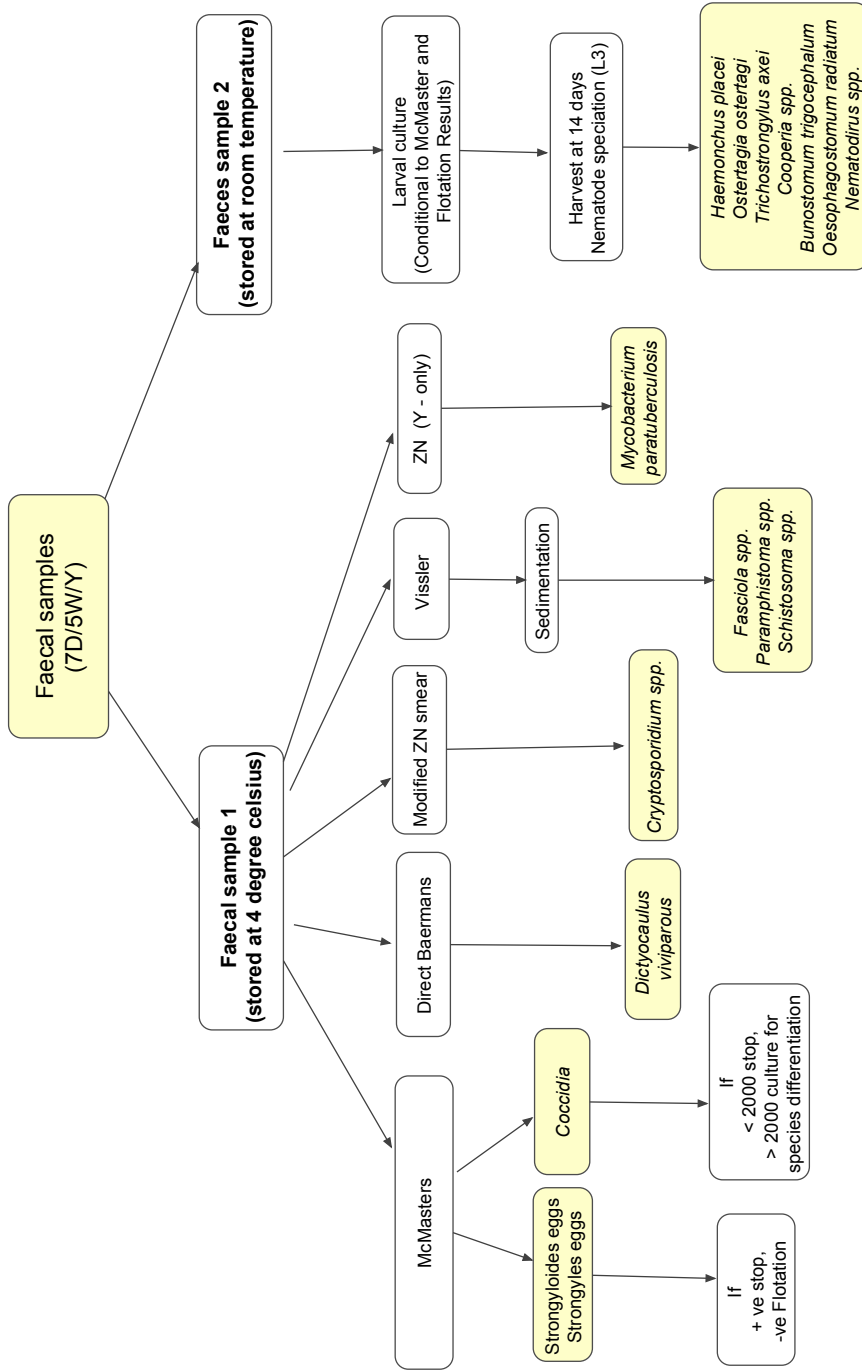 Faecal samples
(7D/5W/Y)
Faecal sample 1
(stored at 4 degree celsius)
Faeces sample 2
(stored at room temperature)
McMasters
Direct Baermans
Modified ZN smear
Vissler
ZN (Y - only)
Larval culture
(Conditional to McMaster and
Flotation Results)
Strongyloides eggs
Strongyles eggs
Coccidia
Sedimentation
Harvest at 14 days
Nematode speciation (L3)
Dictyocaulus
viviparous
Cryptosporidium spp.
Mycobacterium
paratuberculosis
If
+ ve stop,
-ve Flotation
If
< 2000 stop,
> 2000 culture for
species differentiation
Fasciola spp.
Paramphistoma spp.
Schistosoma spp.
Haemonchus placei
Ostertagia ostertagi
Trichostrongylus axei
Cooperia spp.
Bunostomum trigocephalum
Oesophagostomum radiatum
Nematodirus spp.